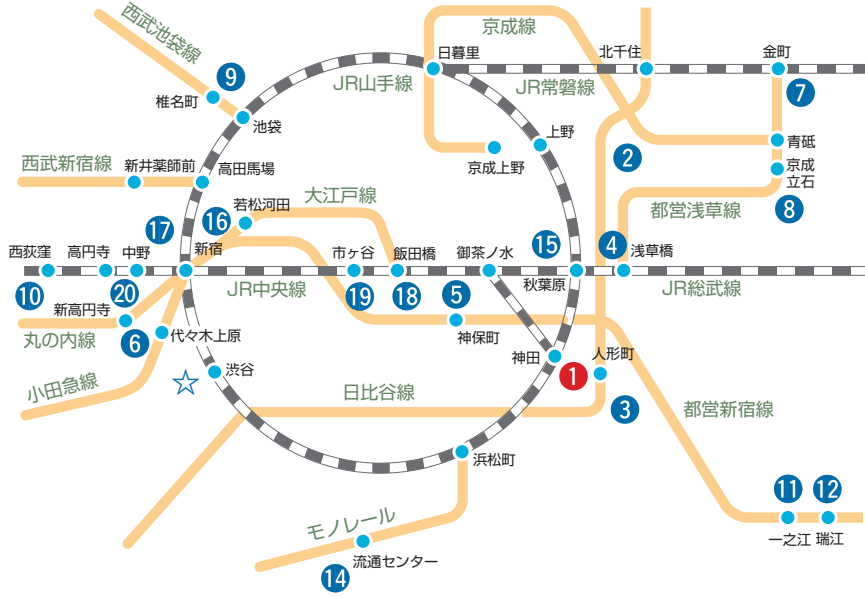 西武池袋線
京成線
日暮里
北千住
金町
9
JR山手線
JR常磐線
7
椎名町
池袋
上野
青砥
京成上野
2
西武新宿線
新井薬師前
高田馬場
京成
立石
大江戸線
若松河田
都営浅草線
8
17
16
15
4
西荻窪
高円寺
中野
新宿
市ヶ谷
飯田橋
御茶ノ水
浅草橋
秋葉原
10
20
JR中央線
19
18
5
JR総武線
新高円寺
丸の内線
6
代々木上原
神保町
神田
人形町
小田急線
☆
渋谷
1
日比谷線
3
都営新宿線
浜松町
11
12
モノレール
一之江
瑞江
流通センター
14